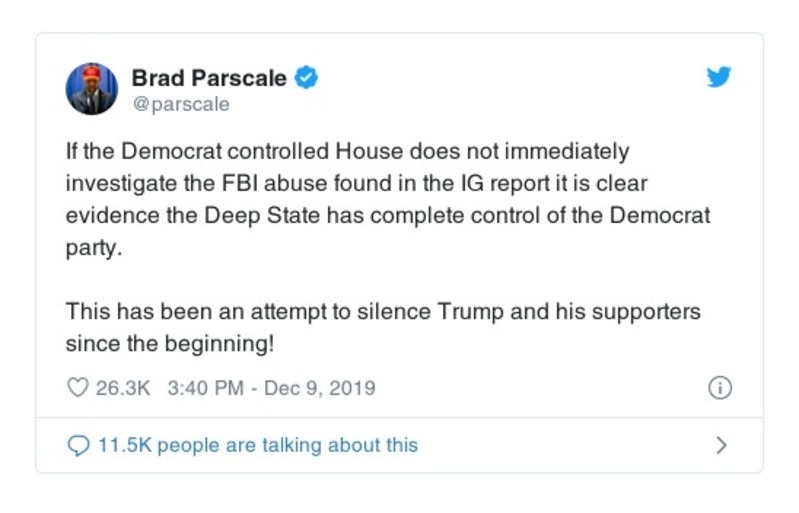 Brad Parscale
@parscale
If the Democrat controlled House does not immediately
investigate the FBI abuse found in the IG report it is clear
evidence the Deep State has complete control of the Democrat
party.
This has been an attempt to silence Trump and his supporters
since the beginning!
26.3K 3:40 PM - Dec 9, 2019
11.5K people are talking about this